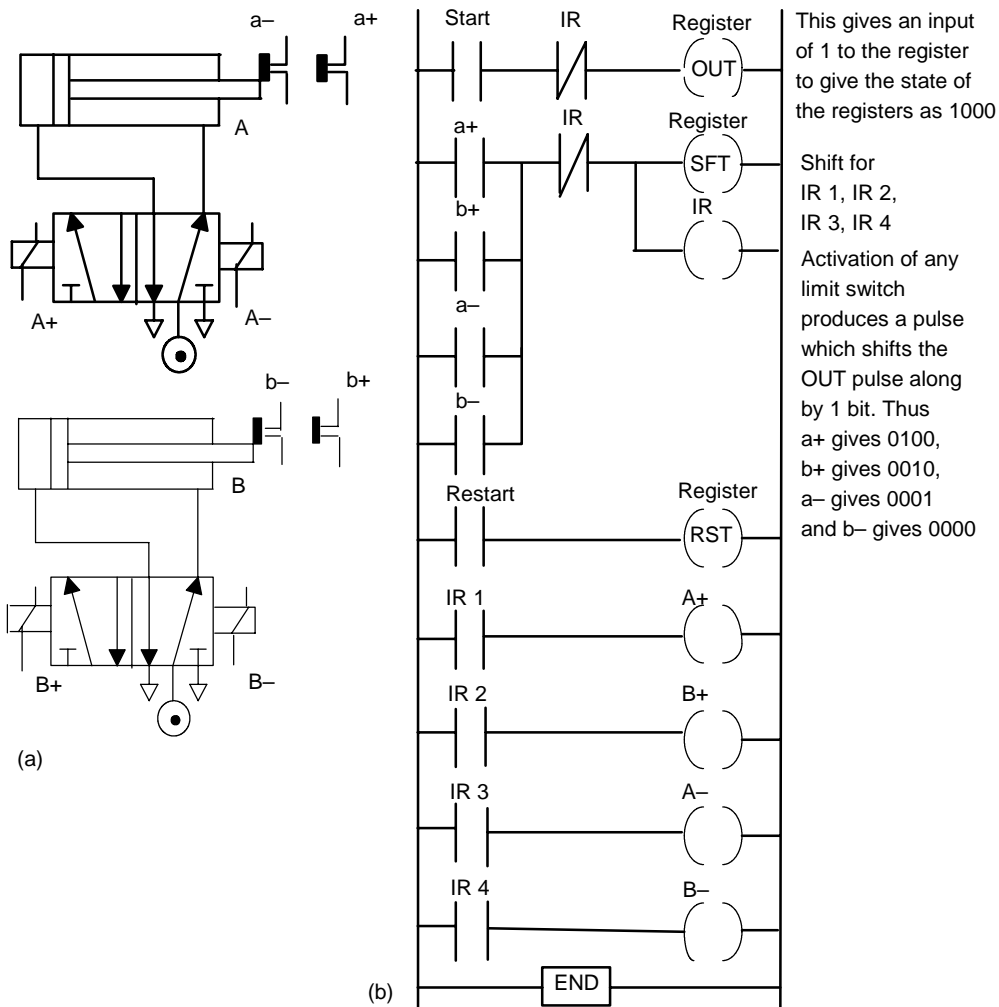 a– a+
A
A+ A–
b– b+
B
B+ B–
(a)
Start IR Register
OUT
a+ IR Register
SFT
b+ IR
a–
b–
Restart Register
RST
IR 1 A+
IR 2 B+
IR 3 A–
IR 4 B–
END
(b)
This gives an input
of 1 to the register
to give the state of
the registers as 1000
Shift for
IR 1, IR 2,
IR 3, IR 4
Activation of any
limit switch
produces a pulse
which shifts the
OUT pulse along
by 1 bit. Thus
a+ gives 0100,
b+ gives 0010,
a– gives 0001
and b– gives 0000